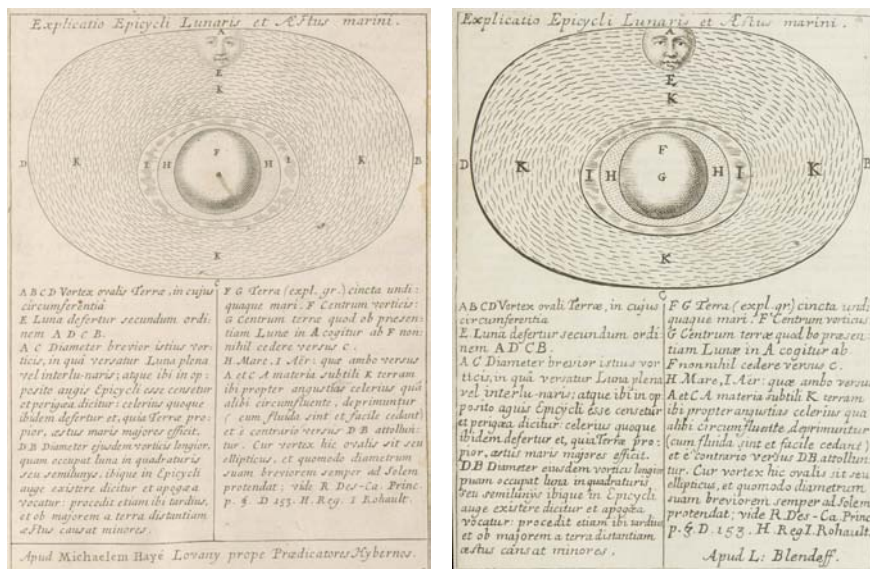 Explicatio Epicycli Lunaris et Æstus marini.
A
E
K
F
D
K
I
H
H
I
K
B
K
C
A B C D Vortex ovalis Terræ, in cujus
circumferentiâ
E Luna defertur secundum ordi:
nem A D C B.
A C Diameter brevior istius vor:
ticis, in quâ versatur Luna plena
vel interlu-naris; atque ibi in op:
posito augis Epicycli esse censetur
et perigæa dicitur: celerius quoque
ibidem defertur et, quia Terræ pro:
pior, æstus maris majores efficit.
D B Diameter ejusdem vorticis longior,
quam occupat luna in quadraturis
seu semilunijs, ibique in Epicycli
auge existere dicitur et apogæa
vocatur: procedit etiam ibi tardius,
et ob majorem a terra distantiam
æstus causat minores.
F G Terra (expl. gr.) cincta undi:
quaque mari. F Centrum vorticis:
G Centrum terræ quod ob præsen:
tiam Lunæ in A cogitur ab F non:
nihil cedere versus C.
H Mare, I Aër: quæ ambo versus
A et C a materia subtili K terram
ibi propter angustias celerius quâ
alibi circumfluente, deprimuntur
(cum fluida sint et facile cedant)
et è contrario versus D B attollun:
tur. Cur vortex hic ovalis sit seu
ellipticus, et quomodo diametrum
suam breviorem semper ad Solem
protendat; vide R. Des-Ca. Princ.
p. 4. D 153. H. Reg. I Rohault.
Apud Michaelem Hayé Lovany prope Prædicatores Hybernos.
Explicatio Epicycli Lunaris et Æstus marini.
A
E
K
F
D
K
I
H
G
H
I
K
B
K
C
A B C D Vortex ovali Terræ, in cujus
circumferentiâ
E Luna defertur secundum ordi
nem A D C B.
A C Diameter brevior istius vor
ticis, in quâ versatur Luna plena
vel interlu-naris; atque ibi in op
posito aguis Epicycli esse censetur
et perigæa dicitur: celerius quoque
ibidem defertur et, quia Terræ pro
pior, æstus maris majores efficit.
D B Diameter eiusdem vorticis longior
puam occupat luna in quadraturis
seu semilunijs ibique in Epicycli
auge existere dicitur et apogæa
vocatur: procedit etiam ibi tardius
et ob majorem a terra distantiam
æstus causat minores.
F G Terra (expl. gr) cincta undi
quaque mari. F Centrum vorticus
G Centrum terræ quod bo præsen
tiam Lunæ in A cogitur ab
F nonnihil cedere versus C.
H Mare, I Aer: quæ ambo versus
A et C a materia subtili K terram
ibi propter angustias celerius qua
alibi circumfluente, deprimuntur
(cum fluida sint et facile cedant)
et è contrario versus D B attollun
tur. Cur vortex hic ovalis sit seu
ellipticus, et quomodo diametrum
suam breviorem semper ad Solem
protendat; vide R. Des-Ca Princ
p. 4. D. 153. H. Reg I. Rohault.
Apud L: Blendeff.